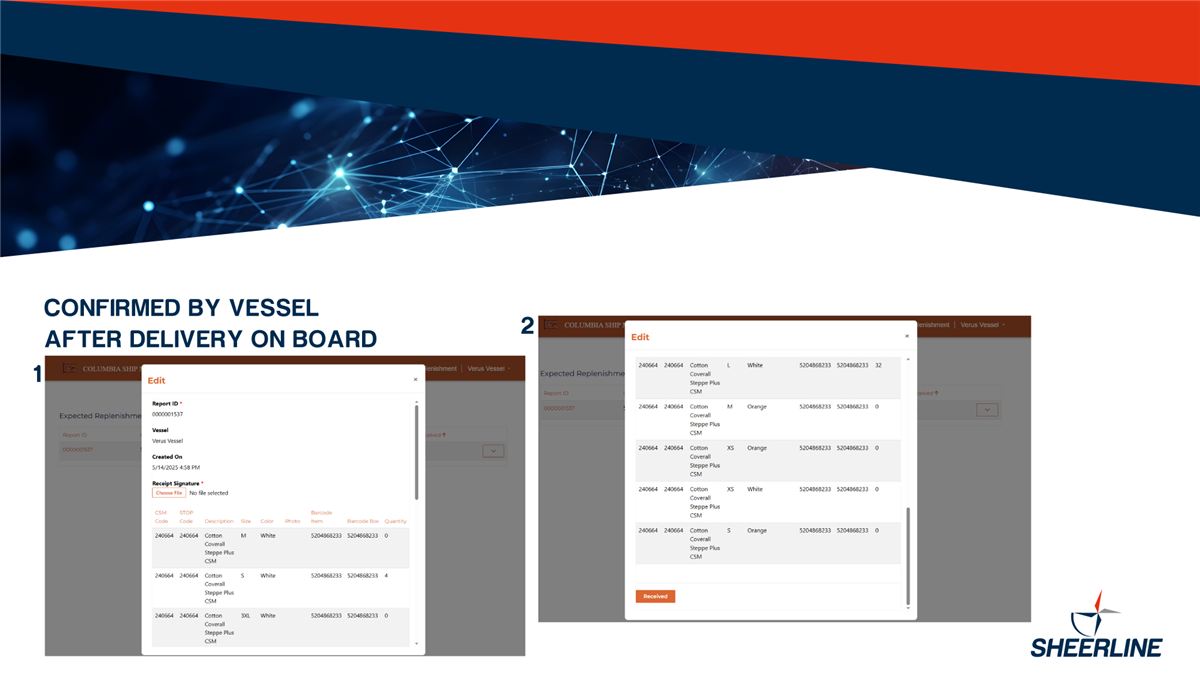 CONFIRMED BY VESSEL
AFTER DELIVERY ON BOARD
1
COLUMBIA SHIP
Verus Vessel
Expected Replenishme
Report ID
0000001537
Edit
×
Report ID *
0000001537
Vessel
Verus Vessel
Created On
5/14/2025 4:58 PM
Receipt Signature *
Choose File No file selected
CSM Code STOP Code Description Size Color Photo Barcode Item Barcode Box Quantity
240664 240664 Cotton Coverall Steppe Plus CSM M White 5204868233 5204868233 0
240664 240664 Cotton Coverall Steppe Plus CSM S White 5204868233 5204868233 4
240664 240664 Cotton Coverall Steppe Plus CSM 3XL White 5204868233 5204868233 0
2
COLUMBIA SHIP
enishment | Verus Vessel
Expected Replenishme
Report ID
0000001537
Edit
×
240664 240664 Cotton Coverall Steppe Plus CSM L White 5204868233 5204868233 32
240664 240664 Cotton Coverall Steppe Plus CSM M Orange 5204868233 5204868233 0
240664 240664 Cotton Coverall Steppe Plus CSM XS Orange 5204868233 5204868233 0
240664 240664 Cotton Coverall Steppe Plus CSM XS White 5204868233 5204868233 0
240664 240664 Cotton Coverall Steppe Plus CSM S Orange 5204868233 5204868233 0
Received
SHEERLINE